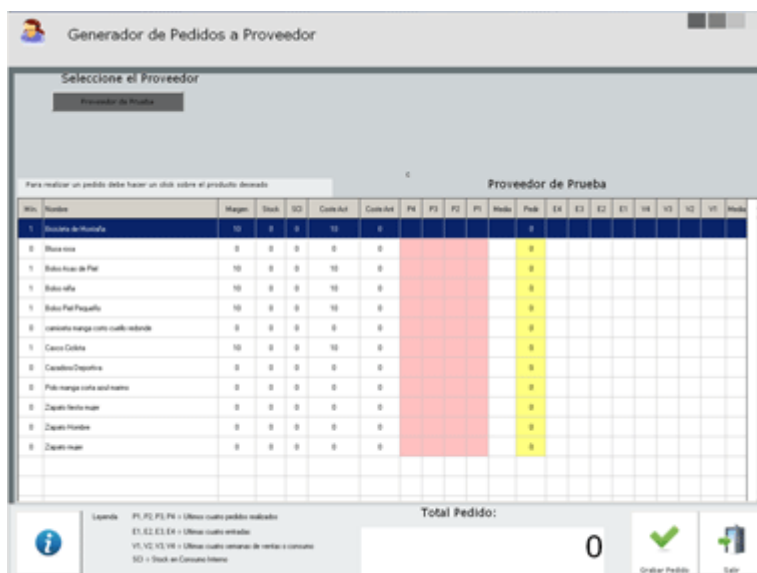 Generador de Pedidos a Proveedor
Seleccione el Proveedor
Proveedor de Prueba
Para realizar un pedido debe hacer un click sobre el producto deseado
Proveedor de Prueba
Min. Nombre Margen Stock SCI Coste Act Coste Ant P4 P3 P2 P1 Media Pedir E4 E3 E2 E1 V4 V3 V2 V1 Media
1 Bicicleta de Montaña 10 0 0 10 0 0
0 Blusa rosa 0 0 0 0 0 0
1 Bolso Asas de Piel 10 0 0 10 0 0
1 Bolso niña 10 0 0 10 0 0
1 Bolso Piel Pequeño 10 0 0 10 0 0
0 camiseta manga corto cuello redondo 0 0 0 0 0 0
1 Casco Ciclista 10 0 0 10 0 0
0 Cazadora Deportiva 0 0 0 0 0 0
0 Polo manga corta azul marino 0 0 0 0 0 0
0 Zapato fiesta mujer 0 0 0 0 0 0
0 Zapato Hombre 0 0 0 0 0 0
0 Zapato mujer 0 0 0 0 0 0
Leyenda P1, P2, P3, P4 = Ultimos cuatro pedidos realizados
E1, E2, E3, E4 = Ultimas cuatro entradas
V1, V2, V3, V4 = Ultimas cuatro semanas de ventas o consumo
SCI = Stock en Consumo Interno
Total Pedido:
0
Grabar Pedido
Salir